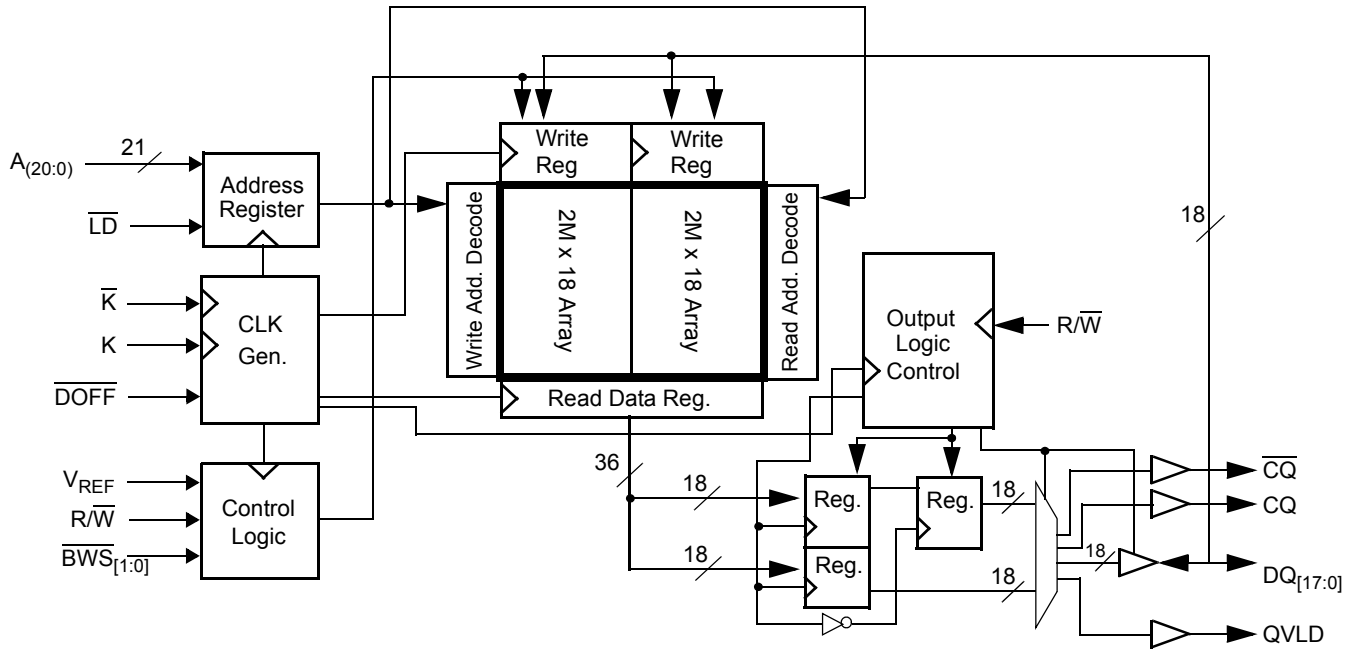 A(20:0)
21
LD
Address
Register
K
K
DOFF
CLK
Gen.
VREF
R/W
BWS[1:0]
Control
Logic
Write
Reg
Write
Reg
Write Add. Decode
2M x 18 Array
2M x 18 Array
Read Add. Decode
Read Data Reg.
18
Output
Logic
Control
R/W
36
18
18
Reg.
Reg.
Reg.
18
18
18
CQ
CQ
DQ[17:0]
QVLD